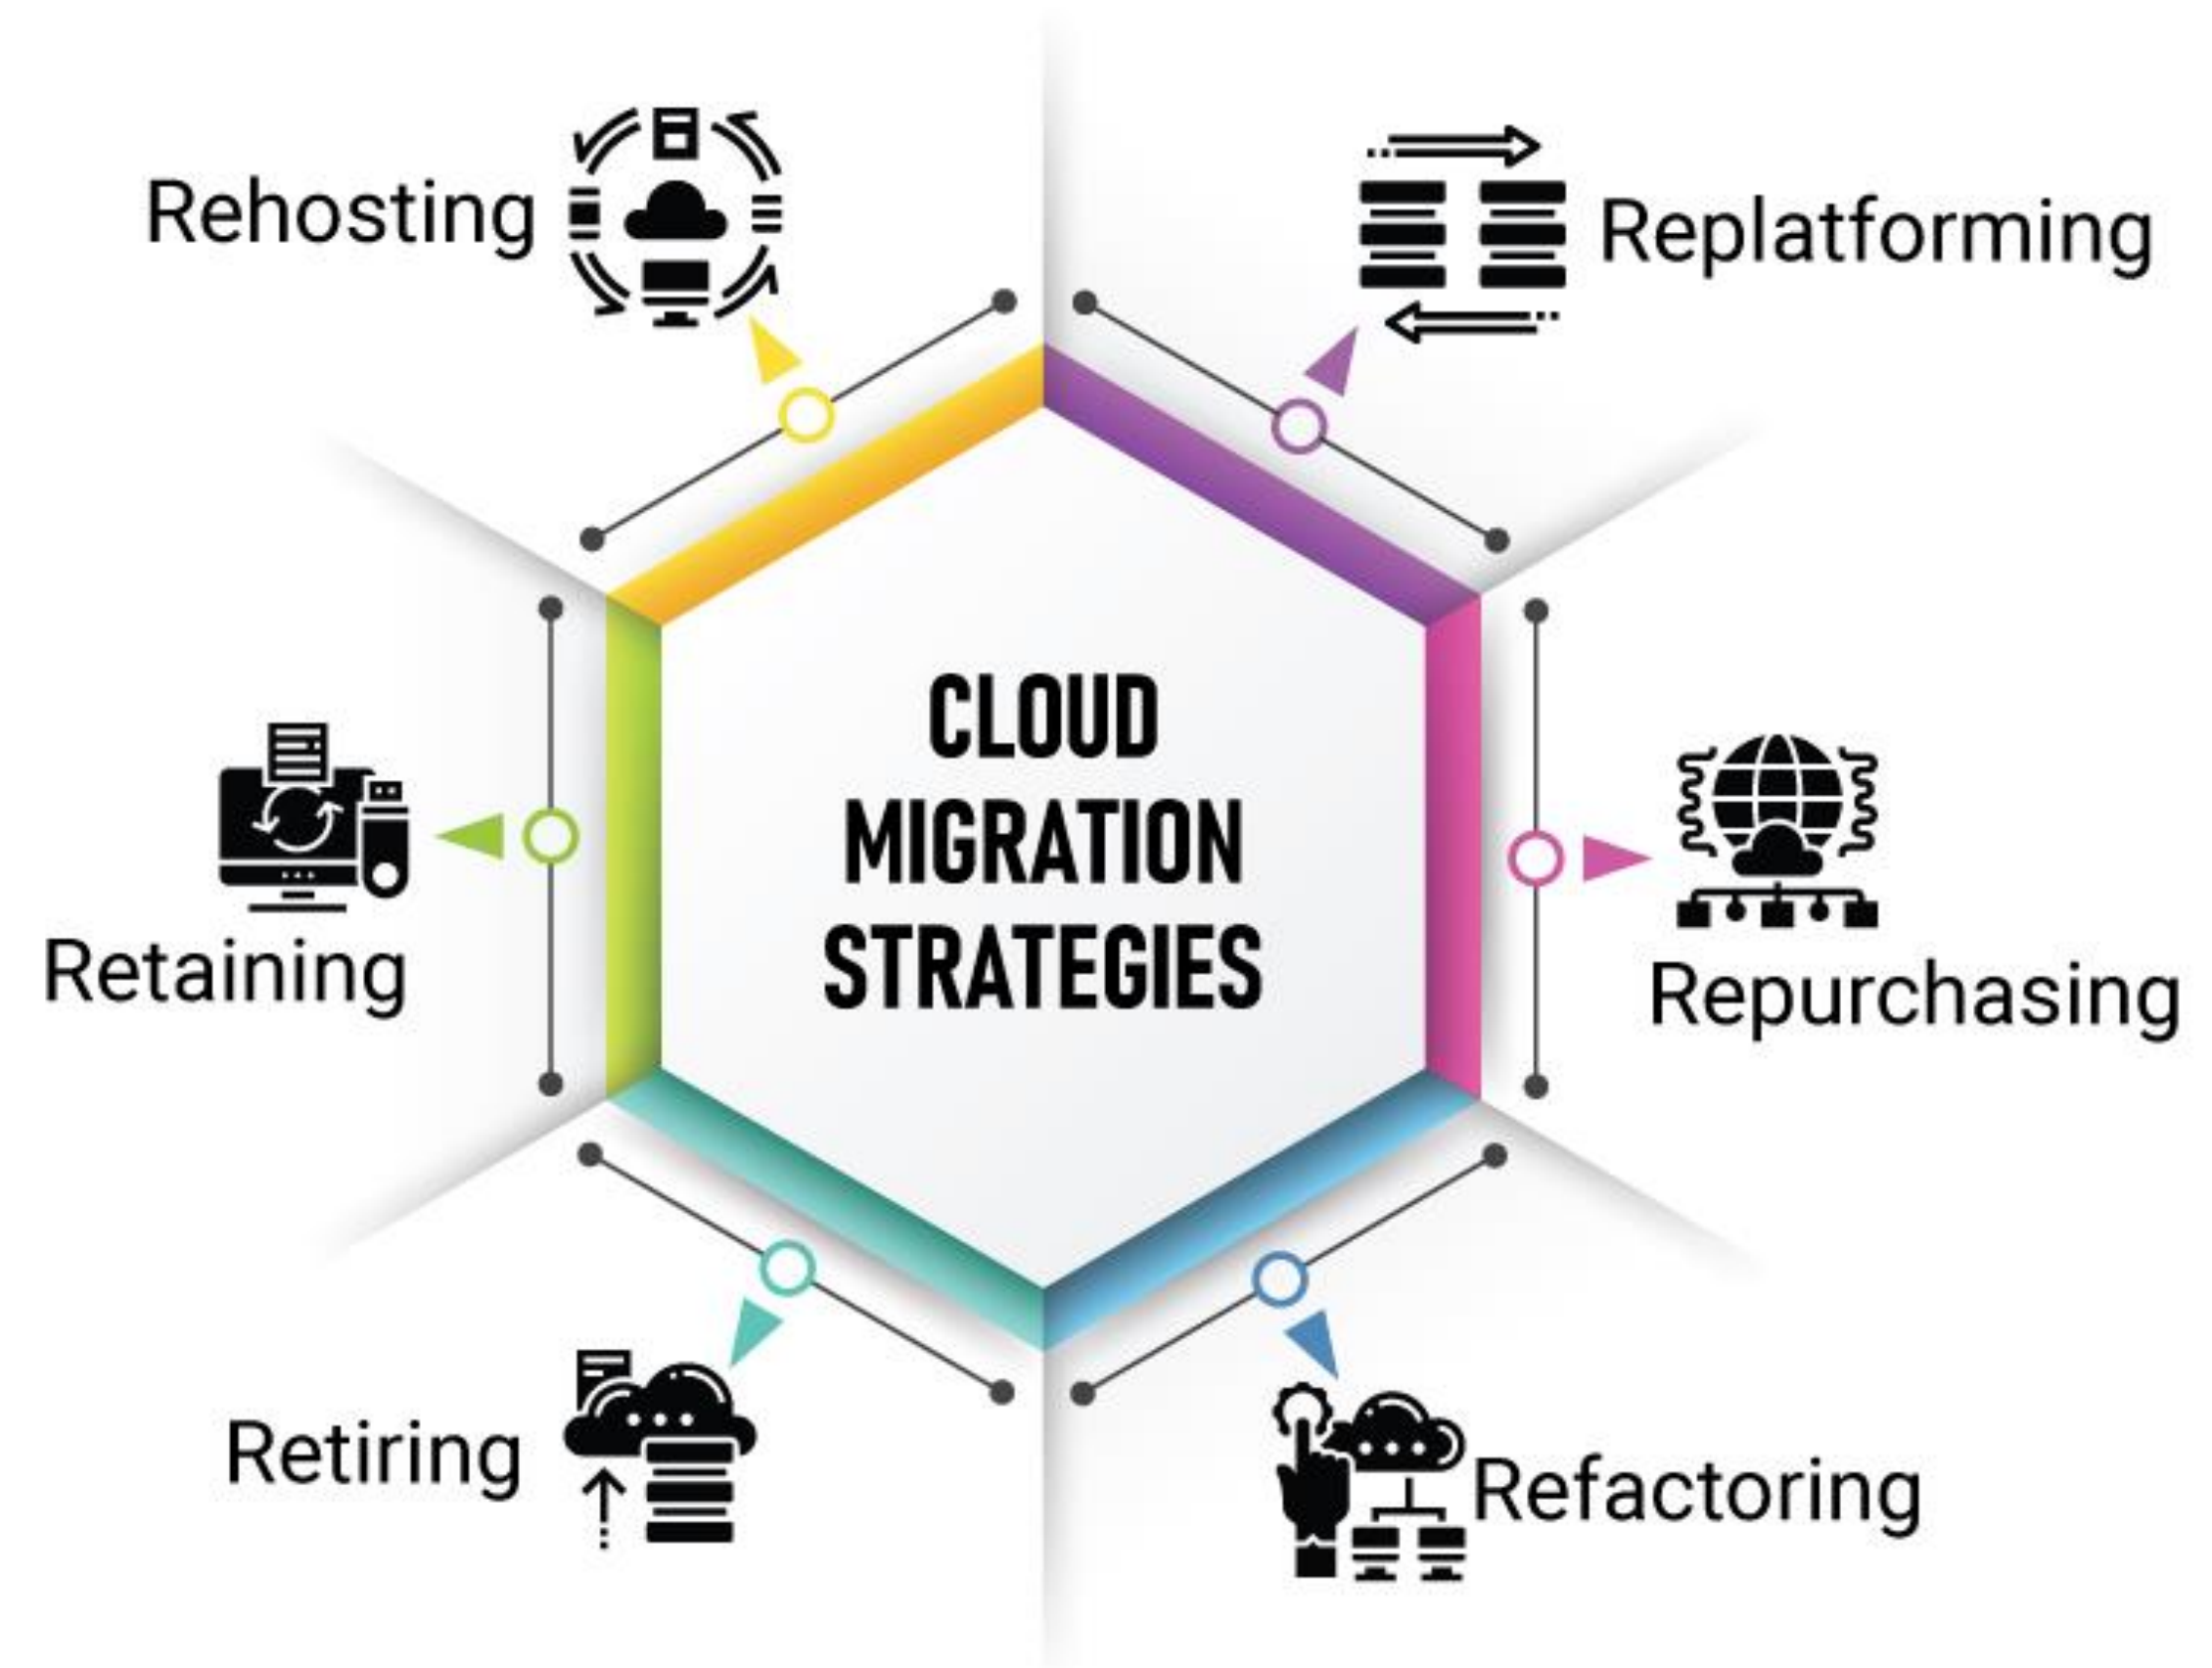 Rehosting
Replatforming
CLOUD
MIGRATION
STRATEGIES
Retaining
Repurchasing
Retiring
Refactoring